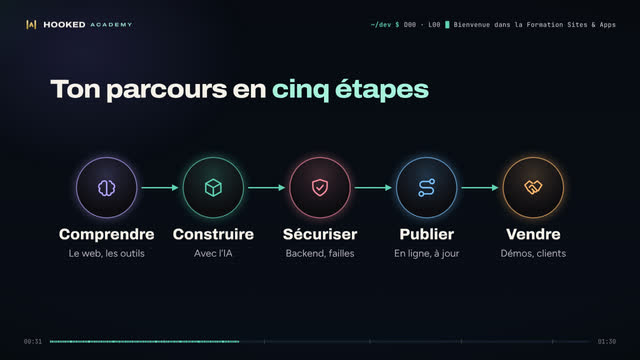 HOOKED ACADEMY
~/dev $ D00 · L00 Bienvenue dans la Formation Sites & Apps
Ton parcours en cinq étapes
Comprendre Construire Sécuriser Publier Vendre
Le web, les outils Avec l'IA Backend, failles En ligne, à jour Démos, clients
00:31 01:30